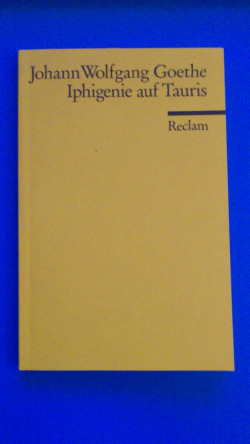 Johann Wolfgang Goethe
Iphigenie auf Tauris
Reclam